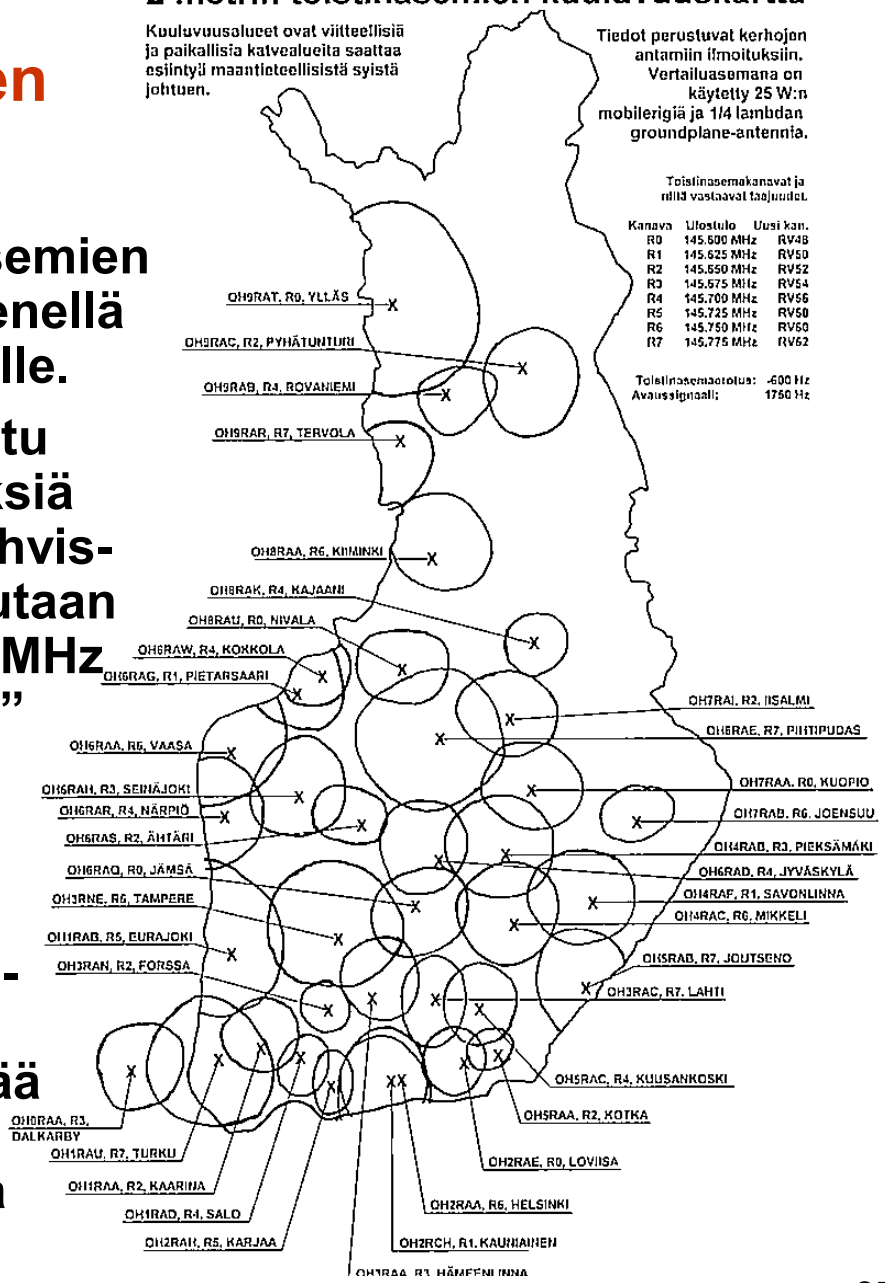 en
semien
enellä
lle.
tu
ksiä
hvis-
utaan
MHz
”
-
ää
a
2 metrin toistinasemien kuuluvuuskartta
Kuuluvuusalueet ovat viitteellisiä
ja paikallisia katvealueita saattaa
esiintyä maantieteellisistä syistä
johtuen.
Tiedot perustuvat kerhojen
antamiin ilmoituksiin.
Vertailuasemana on
käytetty 25 W:n
mobilerigiä ja 1/4 lambdan
groundplane-antennia.
Toistinasemakanavat ja
niitä vastaavat taajuudet.
Kanava Ulostulo Uusi kan.
R0 145.600 MHz RV48
R1 145.625 MHz RV50
R2 145.650 MHz RV52
R3 145.675 MHz RV54
R4 145.700 MHz RV56
R5 145.725 MHz RV58
R6 145.750 MHz RV60
R7 145.775 MHz RV62
Toistinasemaerotus: -600 Hz
Avaussignaali: 1750 Hz
OH9RAT, R0, YLLÄS
OH9RAC, R2, PYHÄTUNTURI
OH9RAB, R4, ROVANIEMI
OH9RAR, R7, TERVOLA
OH8RAA, R6, KIIMINKI
OH8RAK, R4, KAJAANI
OH8RAU, R0, NIVALA
OH6RAW, R4, KOKKOLA
OH6RAG, R1, PIETARSAARI
OH7RAI, R2, IISALMI
OH6RAE, R7, PIHTIPUDAS
OH6RAA, R6, VAASA
OH6RAH, R3, SEINÄJOKI
OH7RAA, R0, KUOPIO
OH6RAR, R4, NÄRPIÖ
OH7RAB, R6, JOENSUU
OH6RAS, R2, ÄHTÄRI
OH4RAB, R3, PIEKSÄMÄKI
OH6RAQ, R0, JÄMSÄ
OH6RAD, R4, JYVÄSKYLÄ
OH3RNE, R6, TAMPERE
OH4RAF, R1, SAVONLINNA
OH4RAC, R6, MIKKELI
OH1RAB, R5, EURAJOKI
OH5RAB, R7, JOUTSENO
OH3RAN, R2, FORSSA
OH3RAC, R7, LAHTI
OH5RAC, R4, KUUSANKOSKI
OH0RAA, R3,
DALKARBY
OH5RAA, R2, KOTKA
OH1RAU, R7, TURKU
OH2RAE, R0, LOVIISA
OH1RAA, R2, KAARINA
OH2RAA, R6, HELSINKI
OH1RAD, R4, SALO
OH2RAH, R5, KARJAA
OH2RCH, R1, KAUNIAINEN
OH3RAA, R3, HÄMEENLINNA